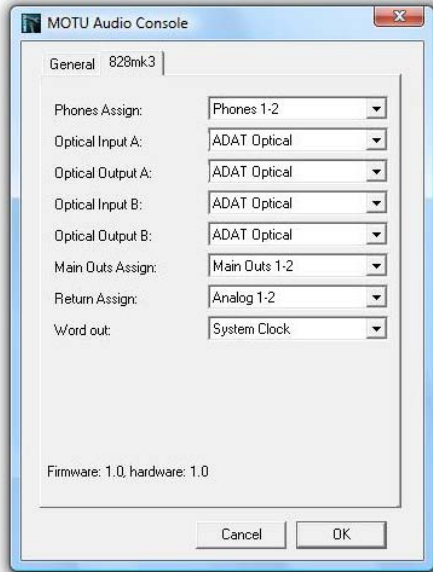 MOTU Audio Console
General 828mk3
Phones Assign: Phones 1-2
Optical Input A: ADAT Optical
Optical Output A: ADAT Optical
Optical Input B: ADAT Optical
Optical Output B: ADAT Optical
Main Outs Assign: Main Outs 1-2
Return Assign: Analog 1-2
Word out: System Clock
Firmware: 1.0, hardware: 1.0
Cancel OK